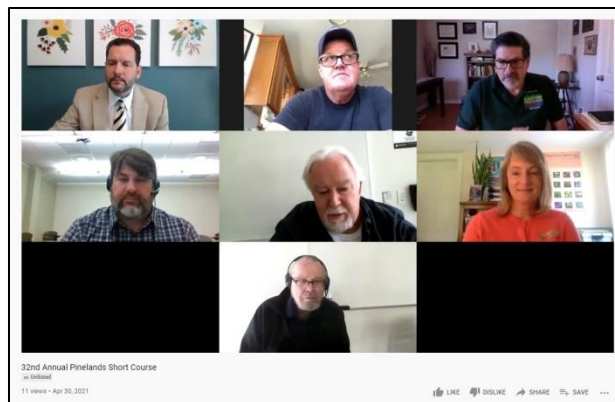 32nd Annual Pinelands Short Course
Unlisted
11 views • Apr 30, 2021
LIKE DISLIKE SHARE SAVE